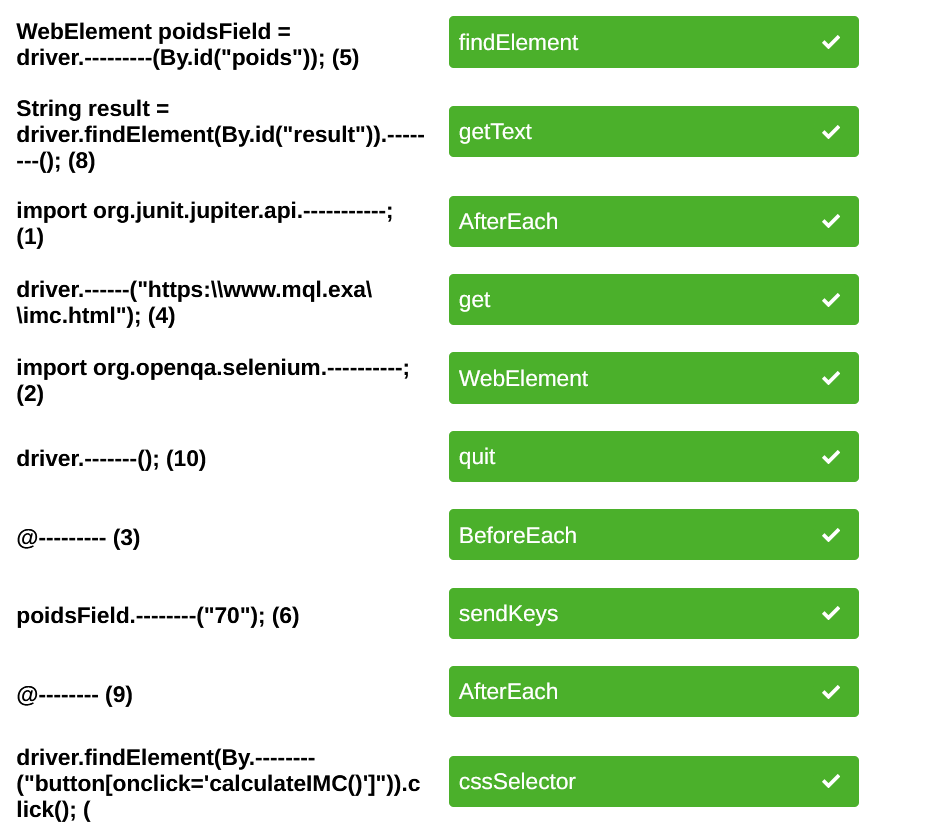 WebElement poidsField =
driver.---------(By.id("poids")); (5)
findElement
String result =
driver.findElement(By.id("result")).-----
---(); (8)
getText
import org.junit.jupiter.api.-----------;
(1)
AfterEach
driver.------("https:\\www.mql.exa\
\imc.html"); (4)
get
import org.openqa.selenium.----------;
(2)
WebElement
driver.-------(); (10)
quit
@--------- (3)
BeforeEach
poidsField.--------("70"); (6)
sendKeys
@-------- (9)
AfterEach
driver.findElement(By.--------
("button[onclick='calculateIMC()']")).c
lick(); (
cssSelector